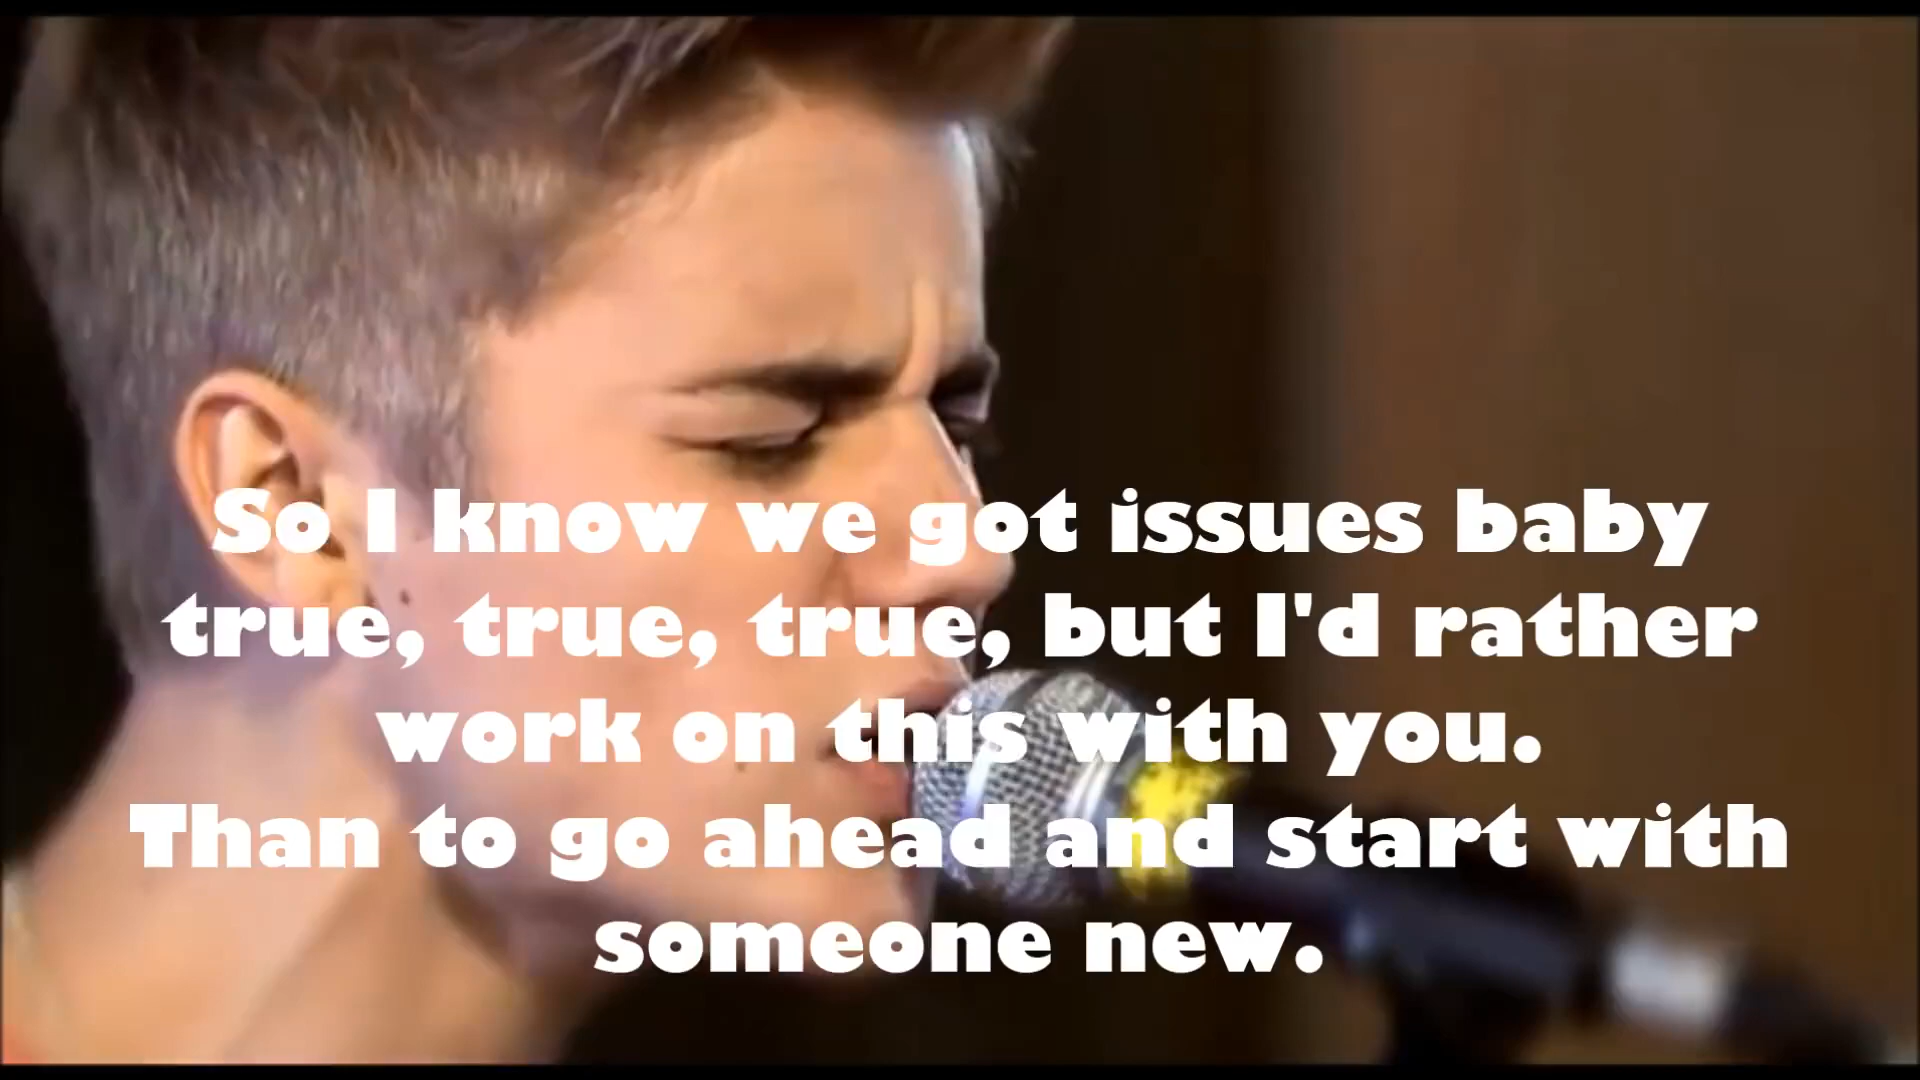 So I know we got issues baby
true, true, true, but I'd rather
work on this with you.
Than to go ahead and start with
someone new.